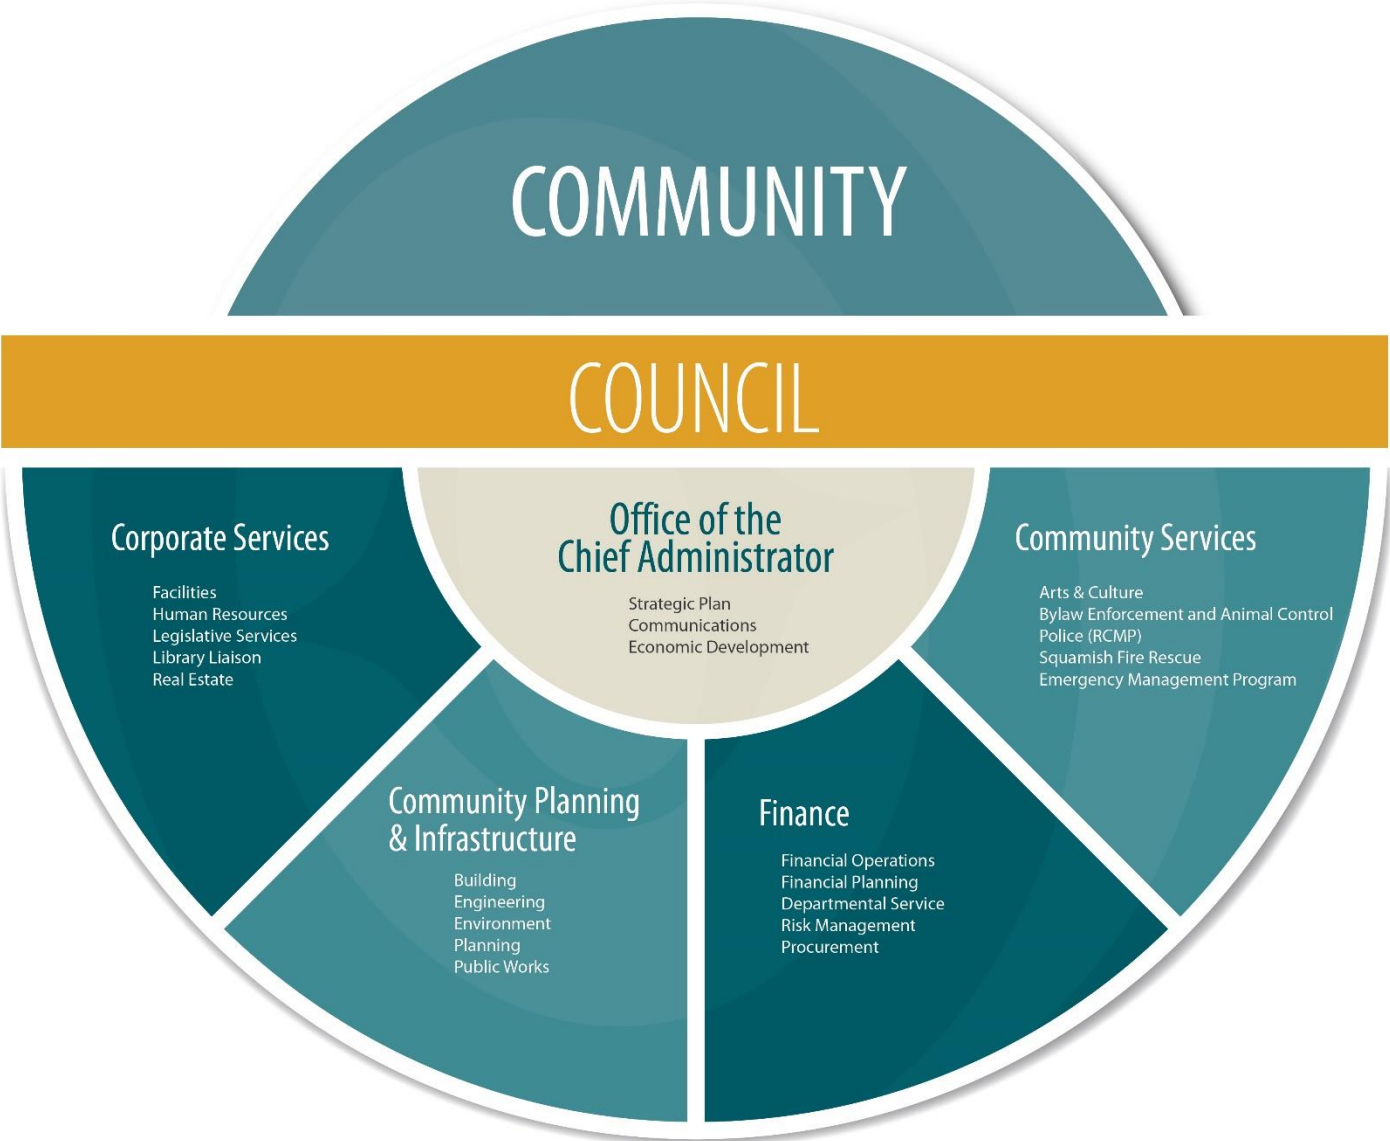 COMMUNITY
COUNCIL
Corporate Services
Facilities
Human Resources
Legislative Services
Library Liaison
Real Estate
Office of the
Chief Administrator
Strategic Plan
Communications
Economic Development
Community Services
Arts & Culture
Bylaw Enforcement and Animal Control
Police (RCMP)
Squamish Fire Rescue
Emergency Management Program
Community Planning
& Infrastructure
Building
Engineering
Environment
Planning
Public Works
Finance
Financial Operations
Financial Planning
Departmental Service
Risk Management
Procurement